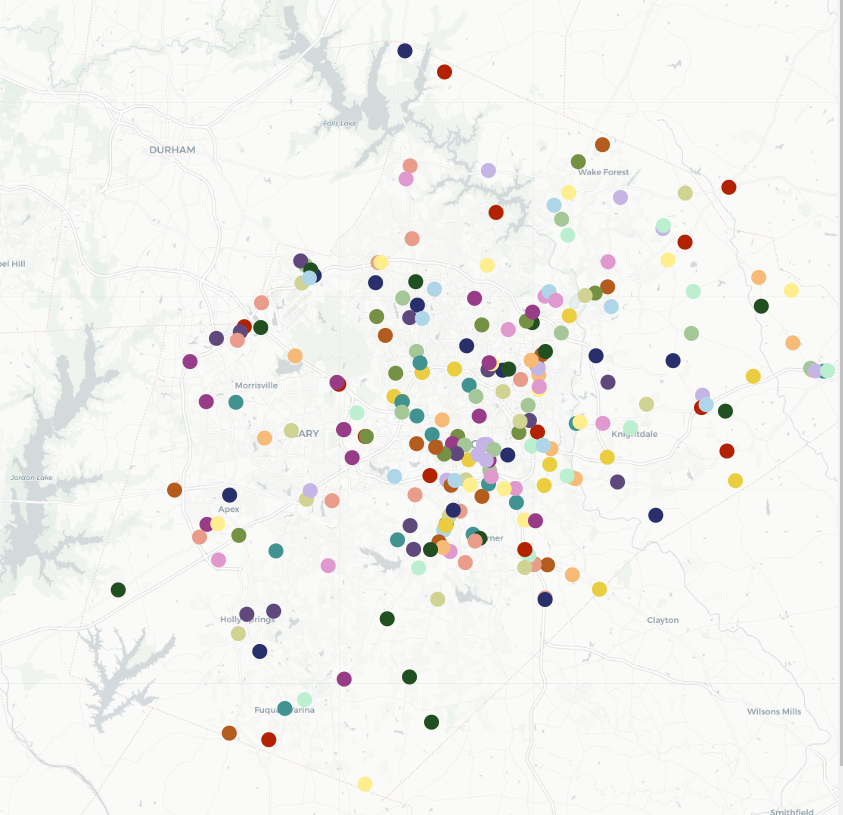 DURHAM
Falls Lake
Wake Forest
pel Hill
Morrisville
ARY
Knightdale
Jordan Lake
Apex
rner
Holly Springs
Clayton
Fuqua
arina
Wilsons Mills
Smithfield